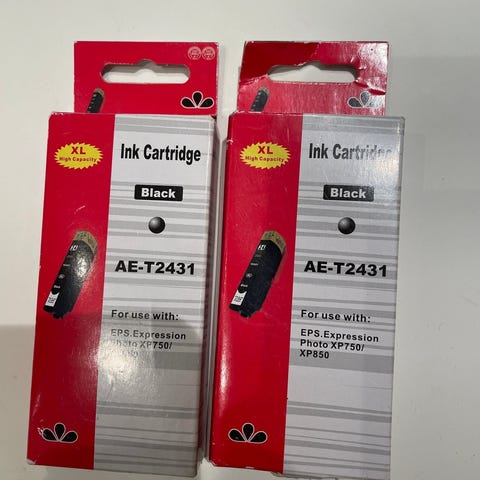 XL
High Capacity
Ink Cartridge
Black
AE-T2431
For use with:
EPS.Expression
Photo XP750/
XL
High Capacity
Ink Cartridge
Black
AE-T2431
For use with:
EPS.Expression
Photo XP750/
XP850